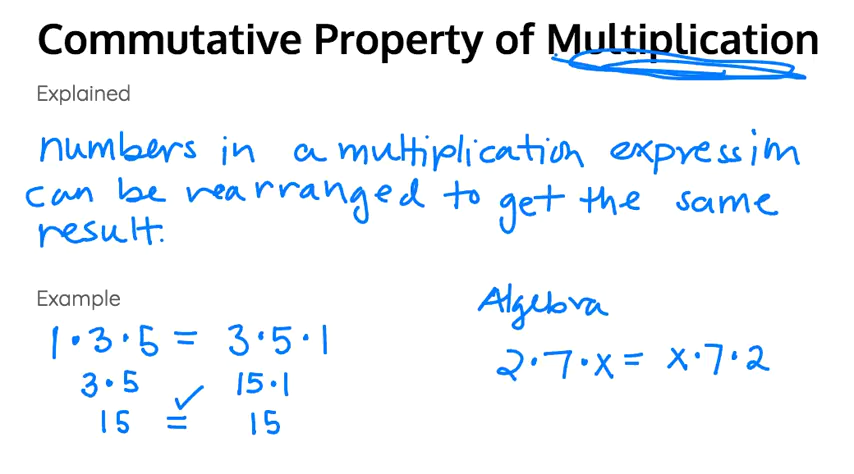 Commutative Property of Multiplication
Explained
numbers in a multiplication expression
can be rearranged to get the same
result.
Example
Algebra
1·3·5 = 3·5·1
2·7·x = x·7·2
3·5 15·1
15 = 15